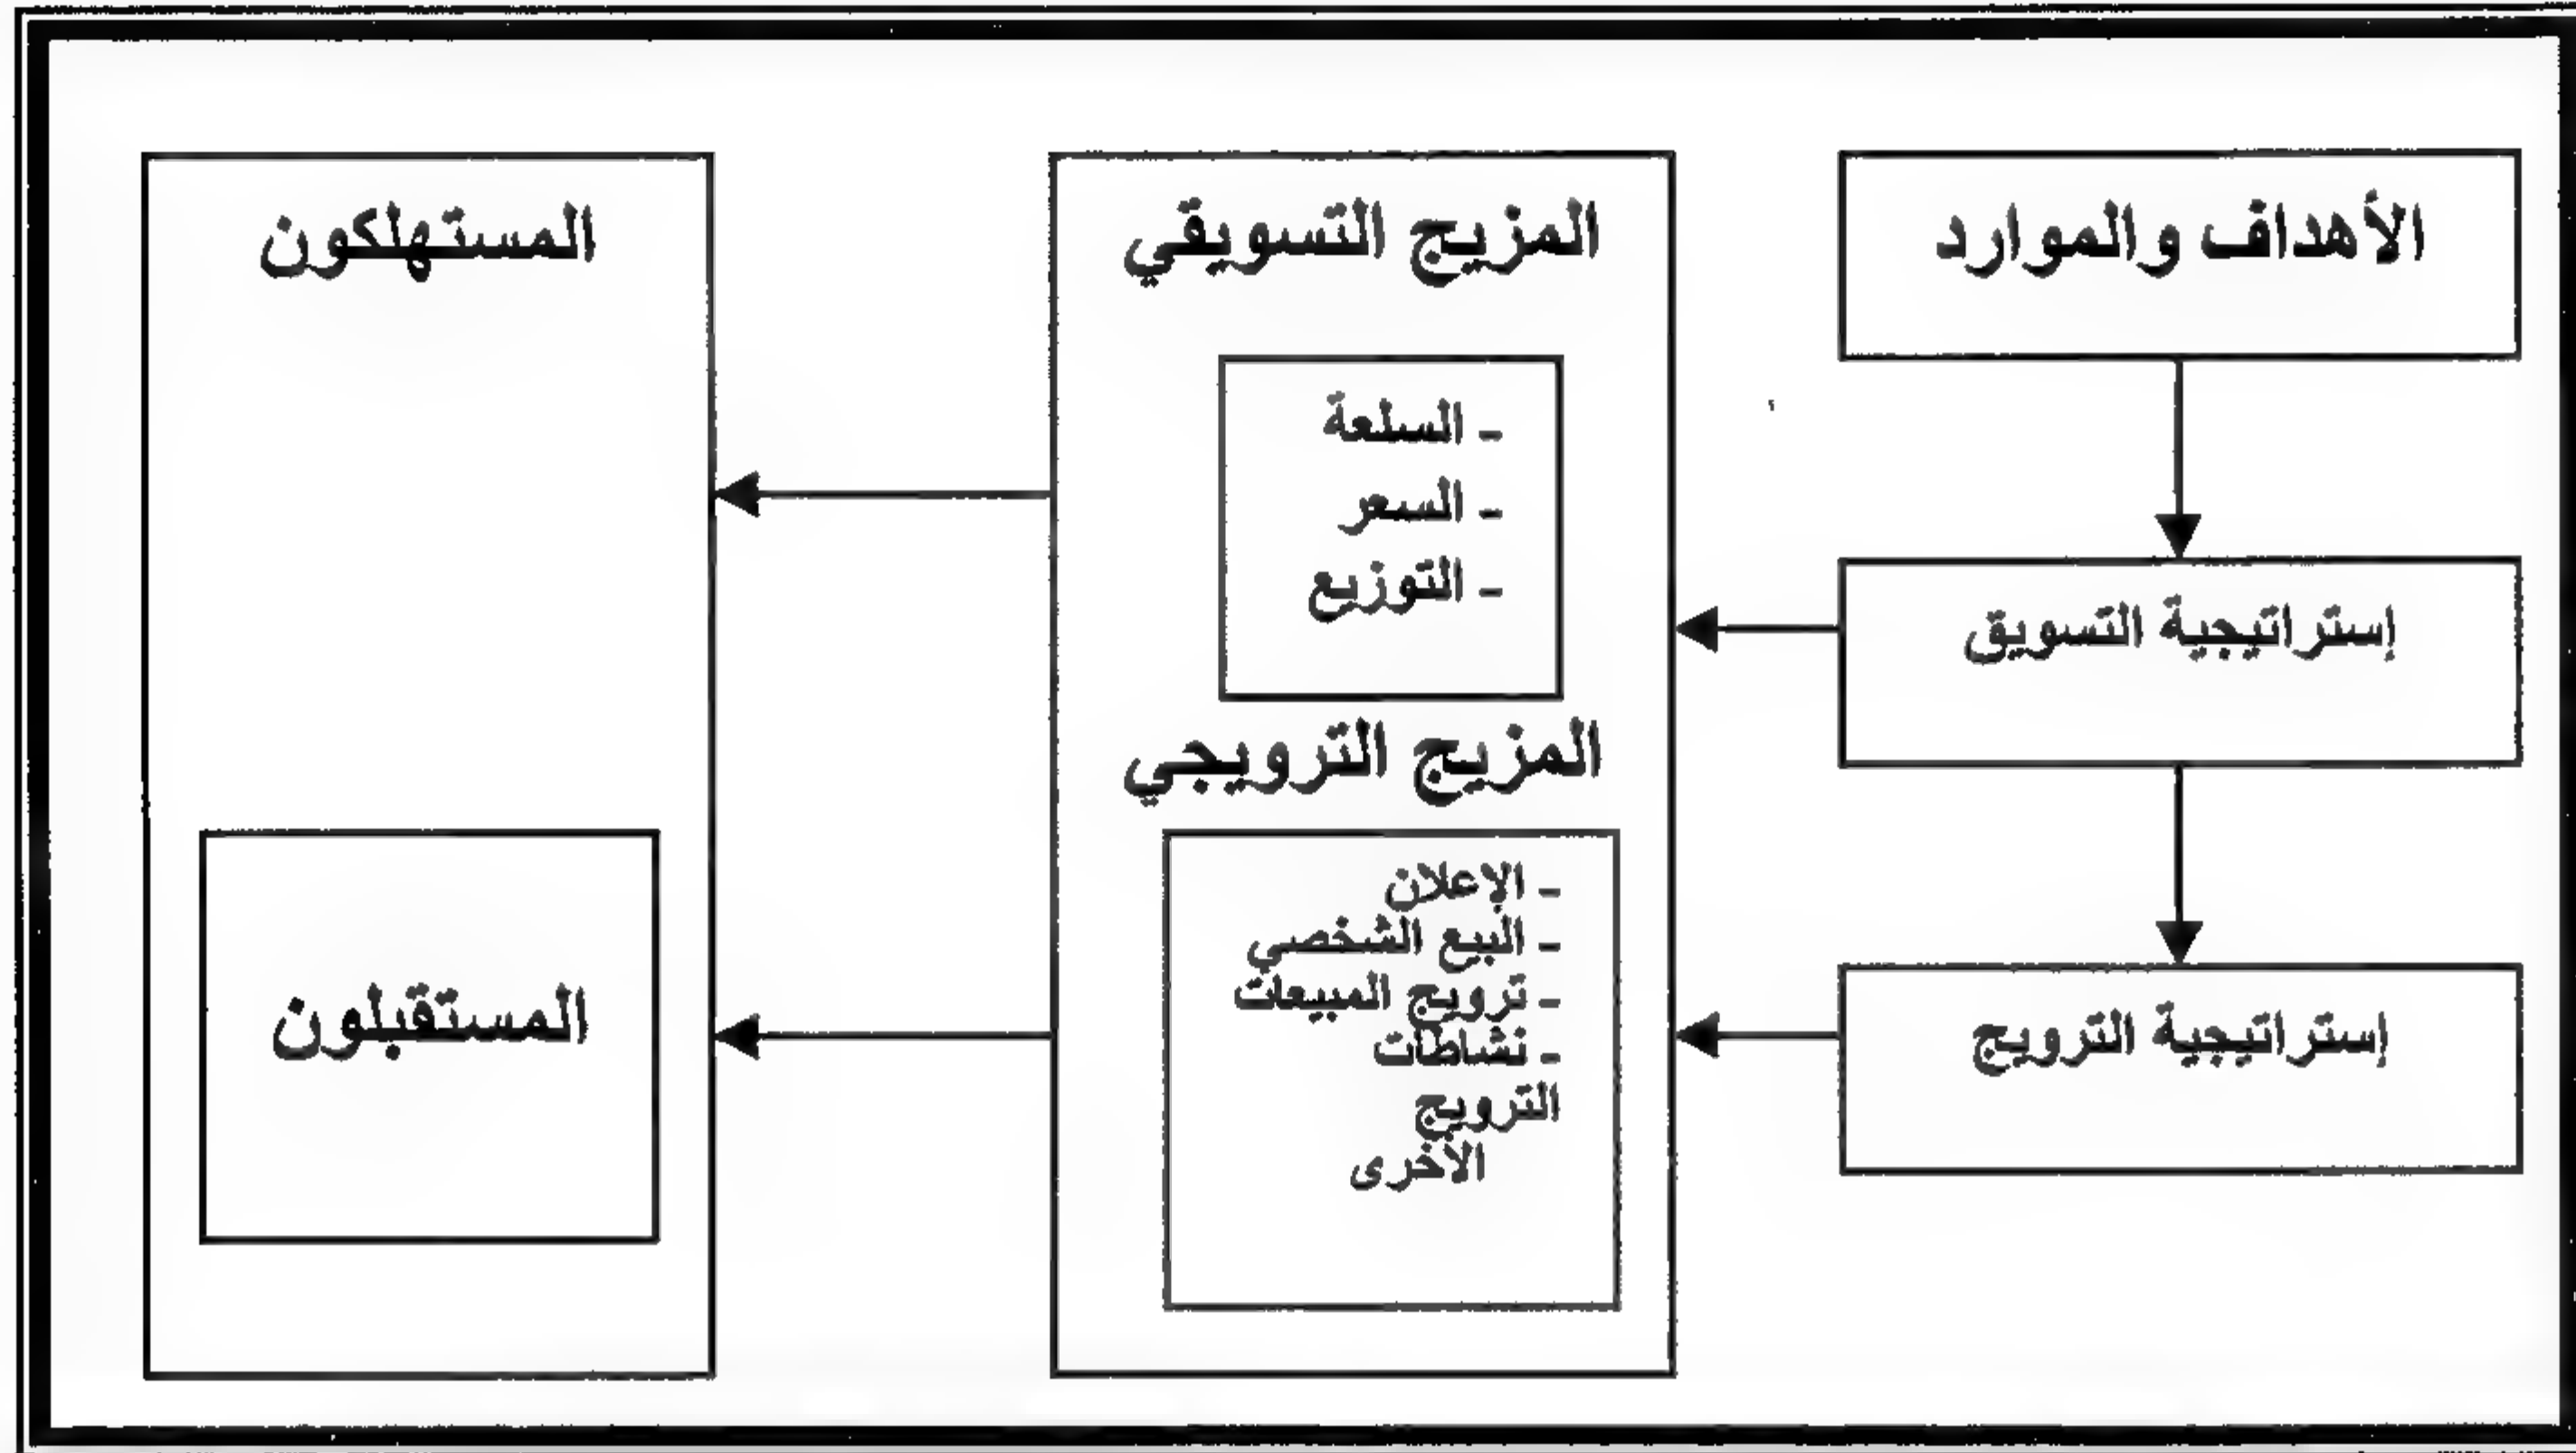 الأهداف والموارد
إستراتيجية التسويق
إستراتيجية الترويج
المزيج التسويقي
- السلعة
- السعر
- التوزيع
المزيج الترويجي
- الإعلان
- البيع الشخصي
- ترويج المبيعات
- نشاطات
الترويج
الأخرى
المستهلكون
المستقبلون